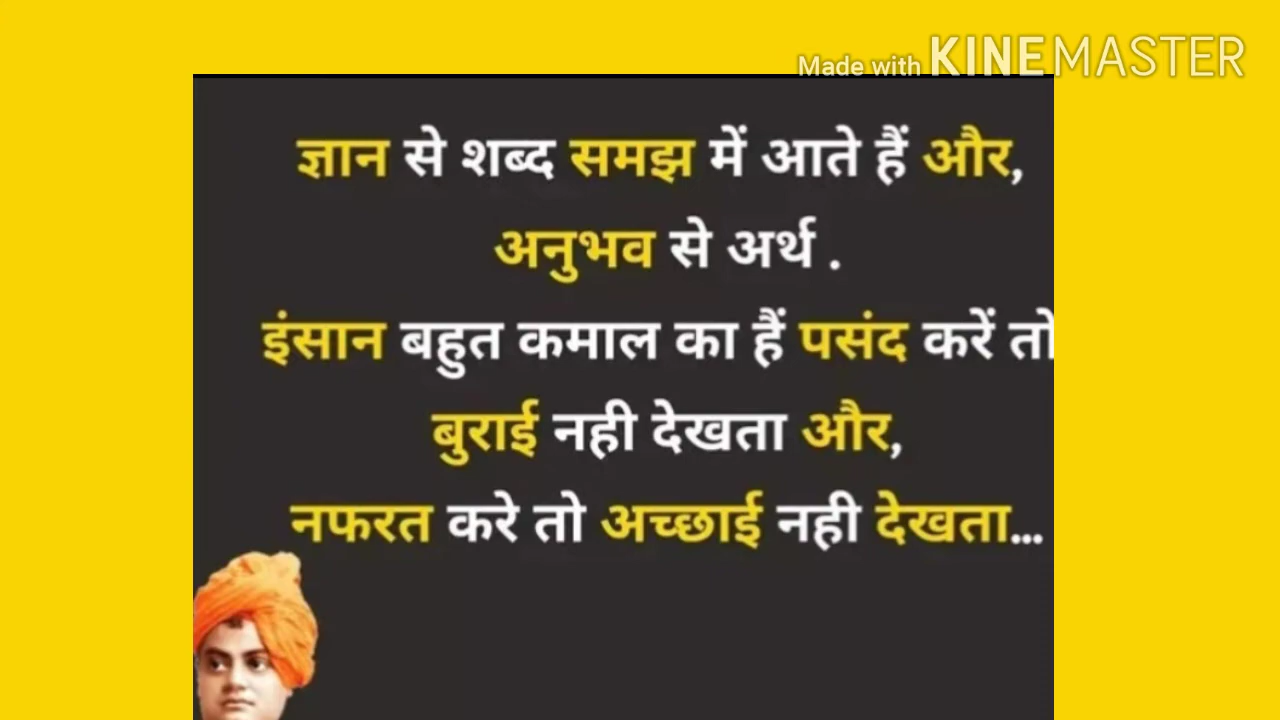 Made with KINEMASTER
ज्ञान से शब्द समझ में आते हैं और,
अनुभव से अर्थ .
इंसान बहुत कमाल का हैं पसंद करें तो
बुराई नही देखता और,
नफरत करे तो अच्छाई नही देखता...